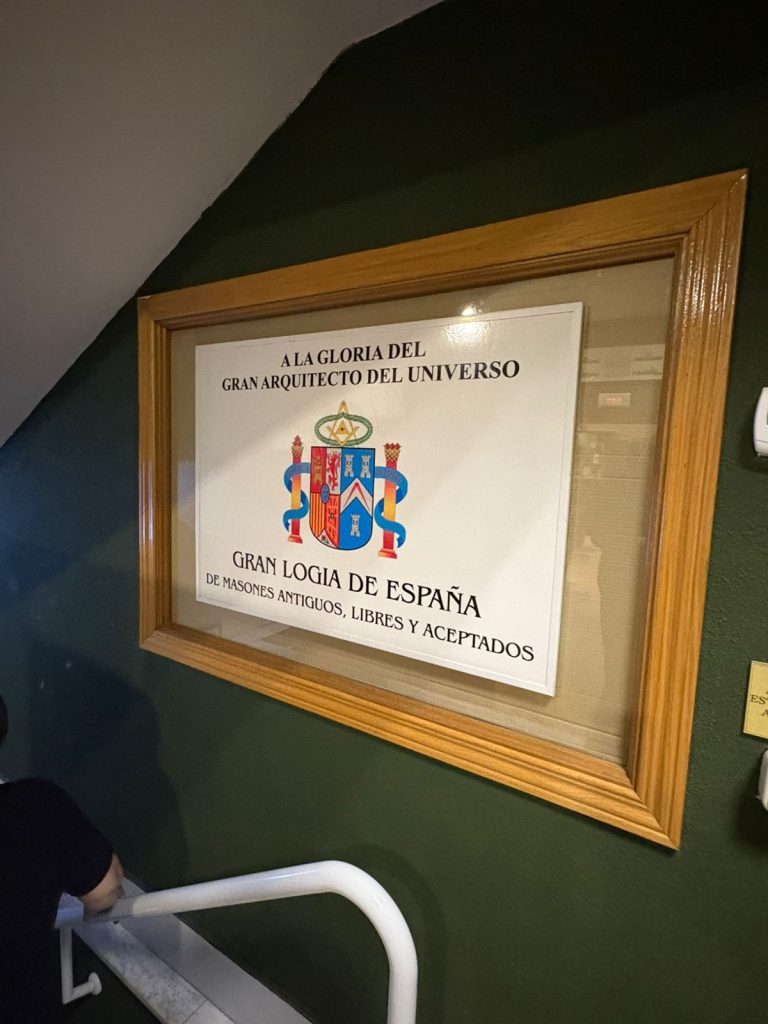 A LA GLORIA DEL
GRAN ARQUITECTO DEL UNIVERSO
GRAN LOGIA DE ESPAÑA
DE MASONES ANTIGUOS, LIBRES Y ACEPTADOS